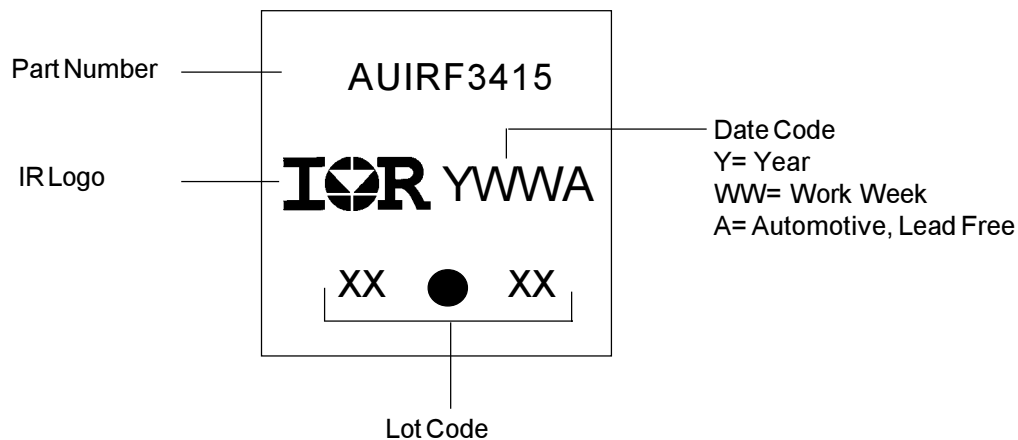 Part Number
AUIRF3415
Date Code
Y= Year
WW= Work Week
A= Automotive, Lead Free
IR Logo
IOR YWWA
XX XX
Lot Code